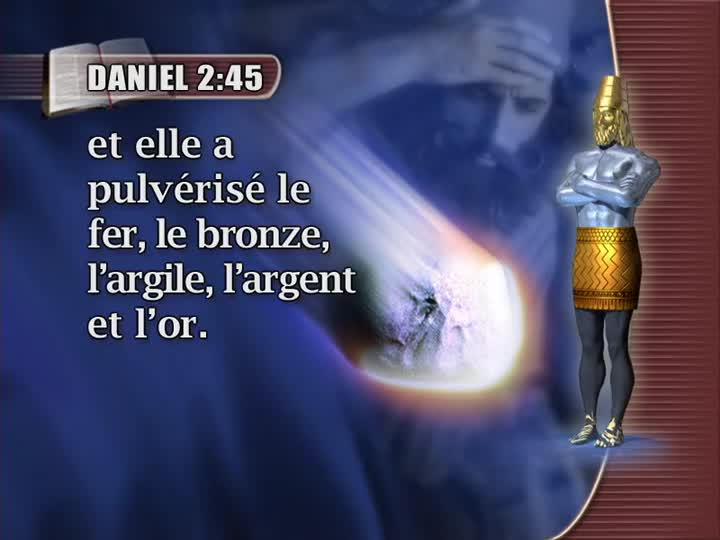 DANIEL 2:45
et elle a
pulvérisé le
fer, le bronze,
l’argile, l’argent
et l’or.